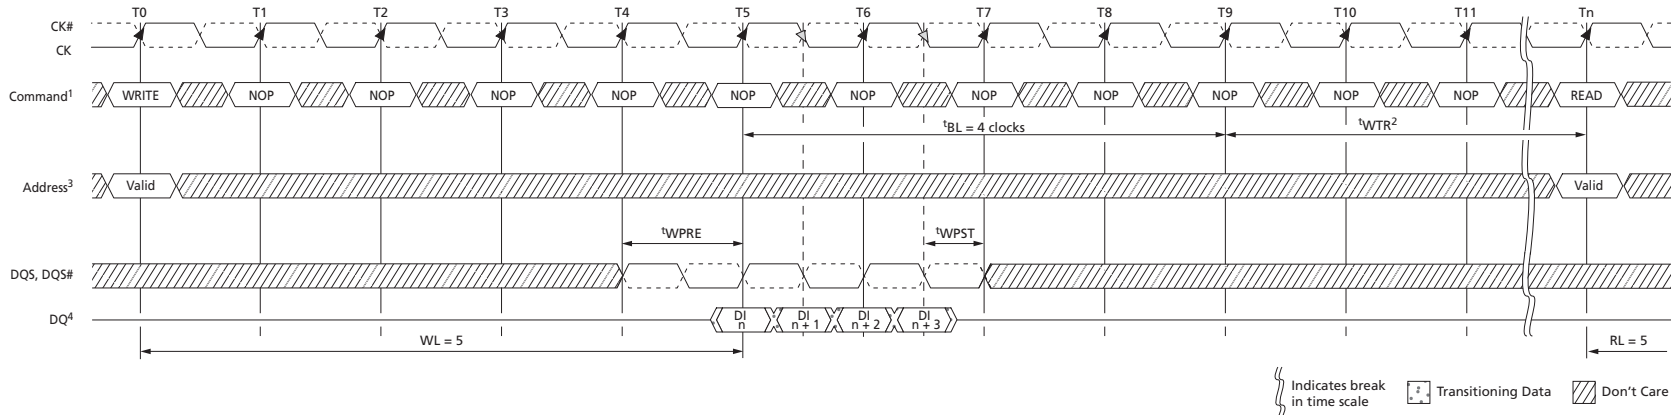 T0 T1 T2 T3 T4 T5 T6 T7 T8 T9 T10 T11 Tn
CK#
CK
Command¹ WRITE NOP NOP NOP NOP NOP NOP NOP NOP NOP NOP NOP READ
ᵗBL = 4 clocks ᵗWTR²
Address³ Valid Valid
ᵗWPRE ᵗWPST
DQS, DQS#
DQ⁴ DI n DI n + 1 DI n + 2 DI n + 3
WL = 5 RL = 5
Indicates break in time scale
Transitioning Data
Don't Care